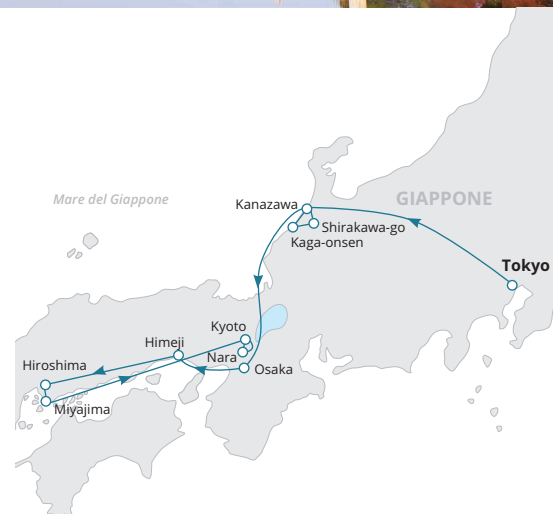 Mare del Giappone
GIAPPONE
Kanazawa
Shirakawa-go
Kaga-onsen
Tokyo
Kyoto
Himeji
Nara
Osaka
Hiroshima
Miyajima